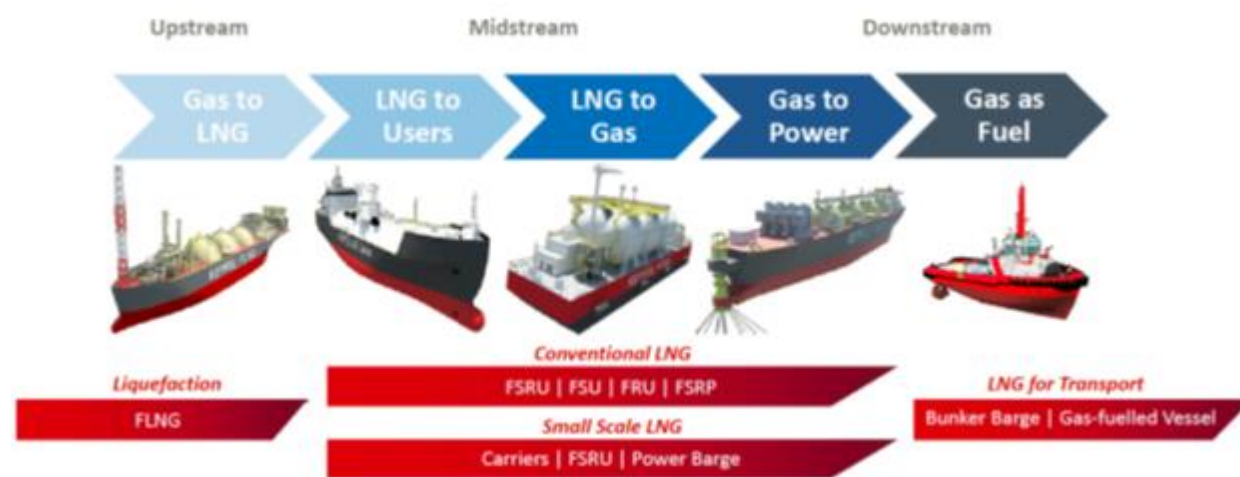 Upstream
Midstream
Downstream
Gas to
LNG
LNG to
Users
LNG to
Gas
Gas to
Power
Gas as
Fuel
Conventional LNG
FSRU | FSU | FRU | FSRP
Liquefaction
FLNG
LNG for Transport
Bunker Barge | Gas-fuelled Vessel
Small Scale LNG
Carriers | FSRU | Power Barge